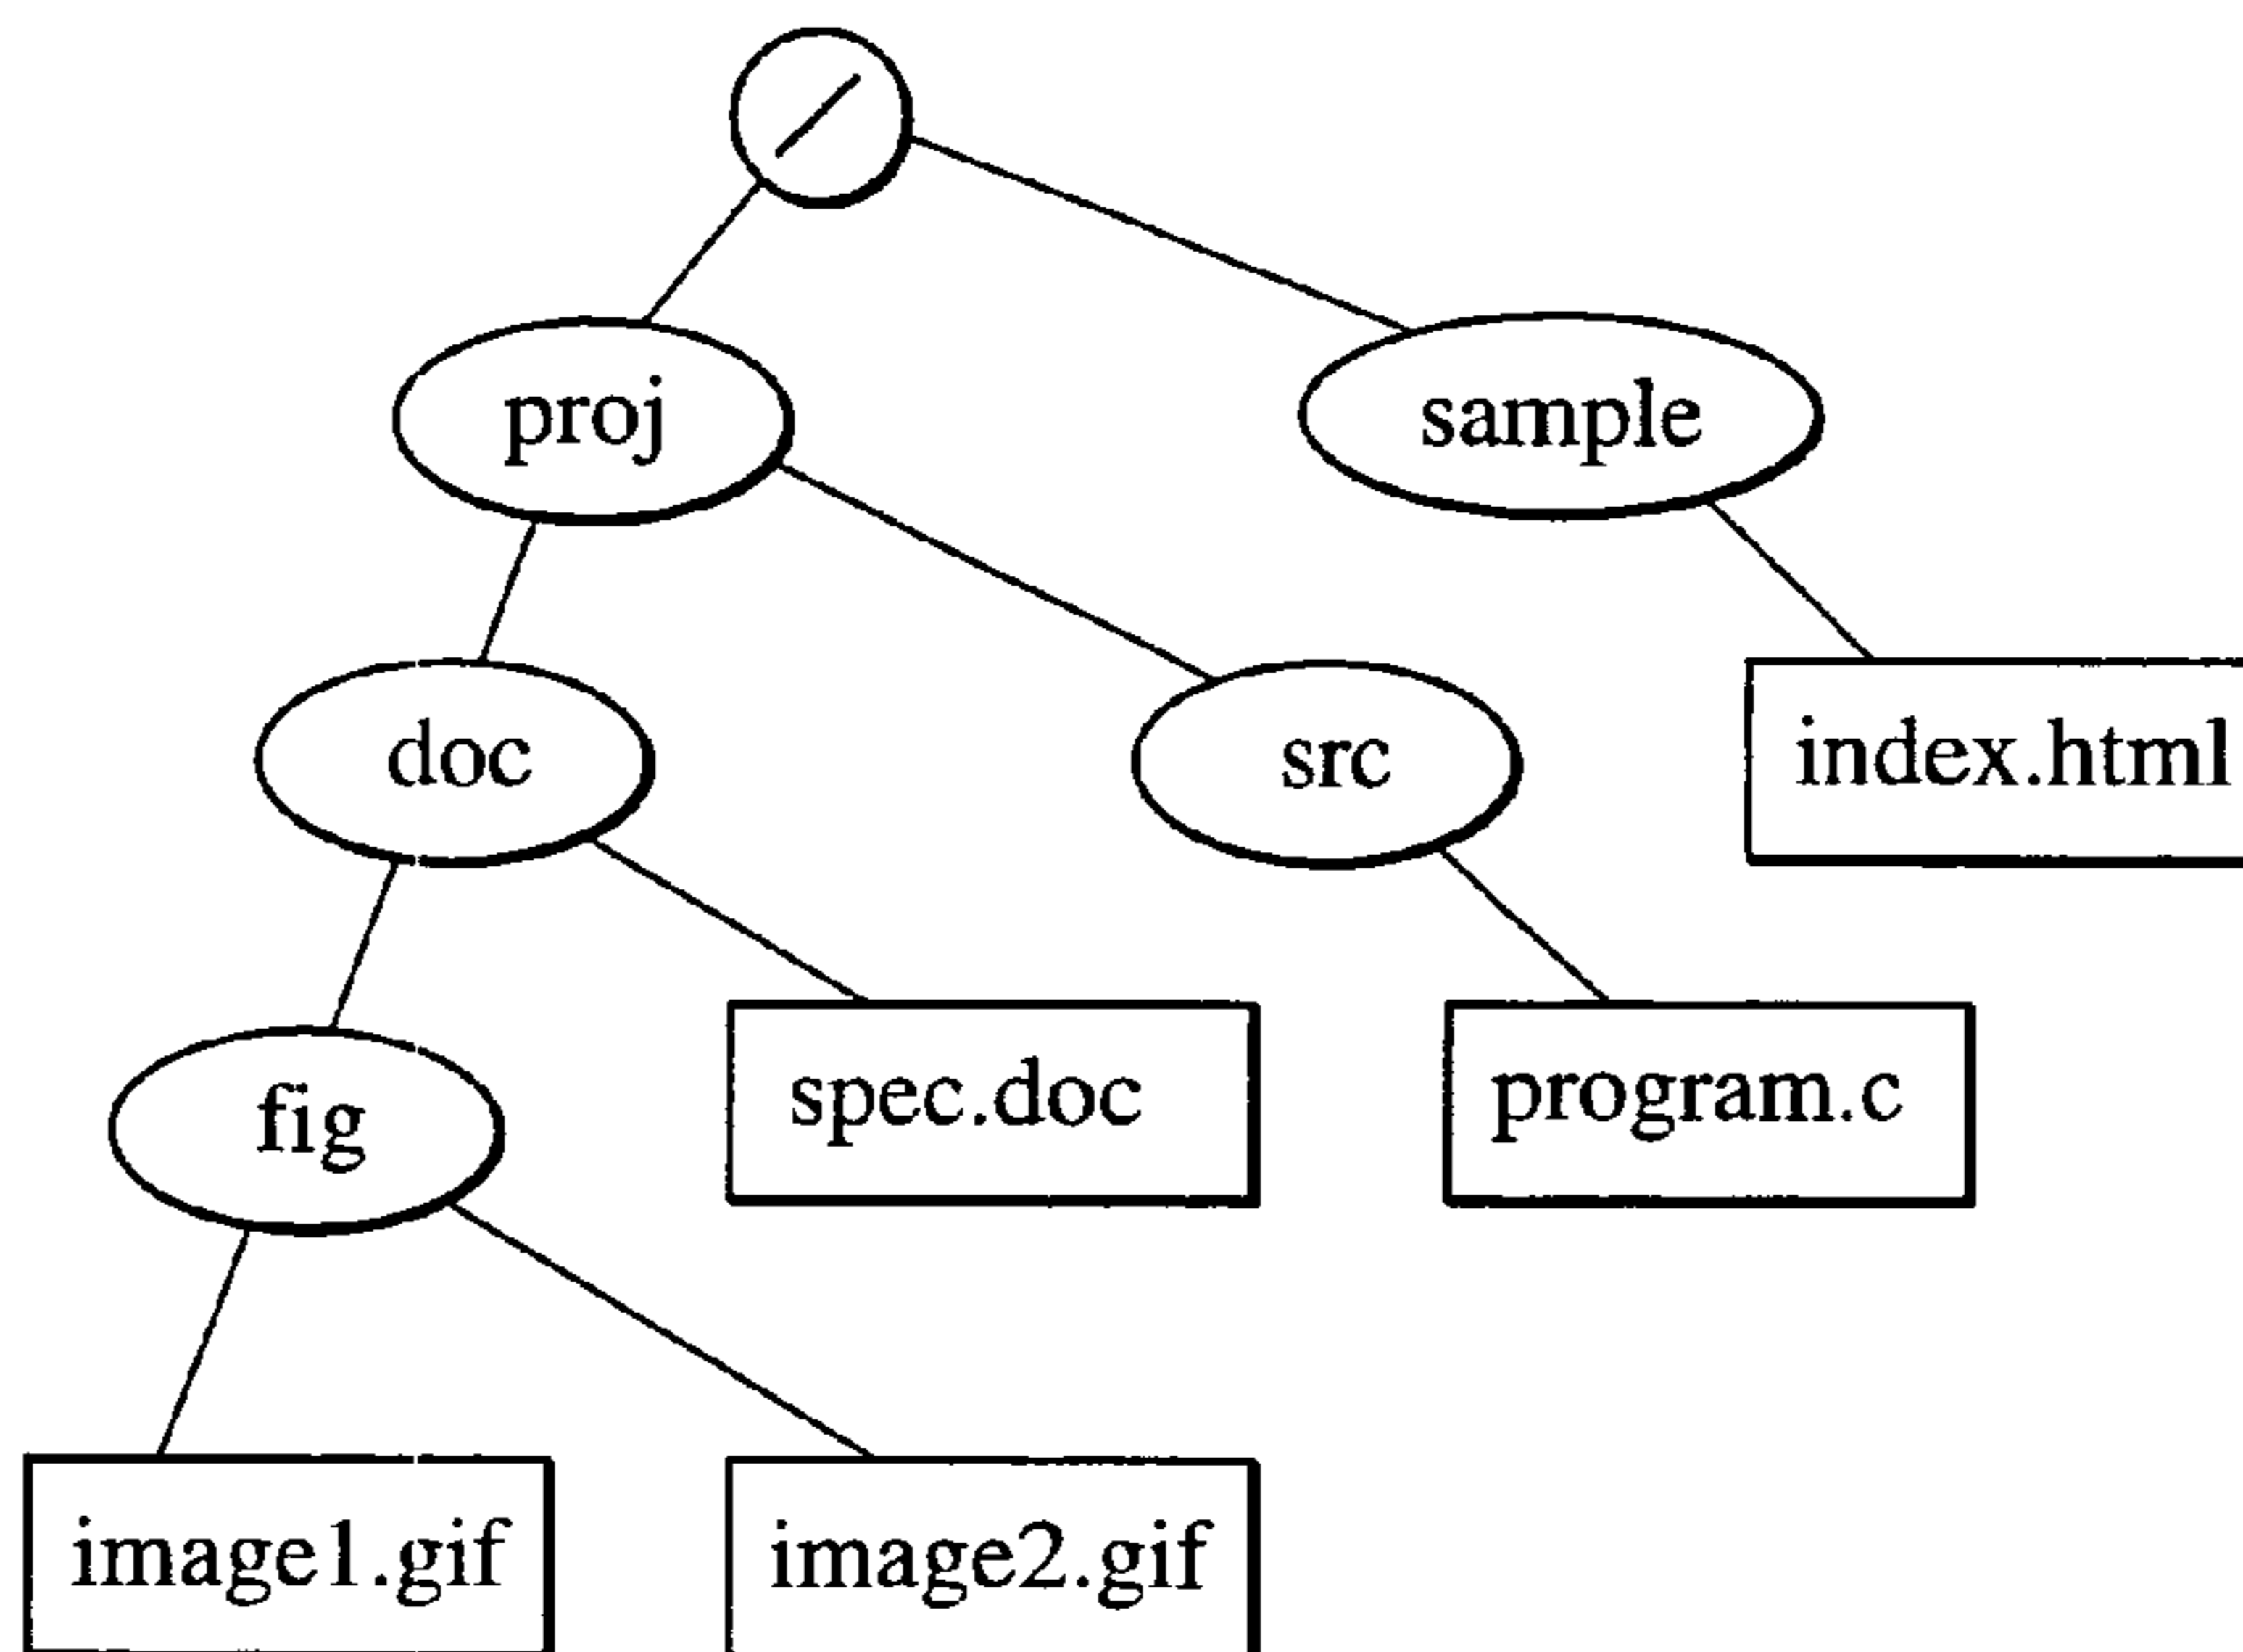 /
proj
sample
doc
src
index.html
fig
spec.doc
program.c
image1.gif
image2.gif